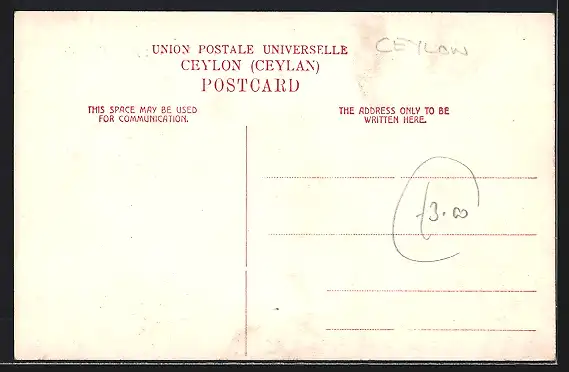 UNION POSTALE UNIVERSELLE
CEYLON
CEYLON (CEYLAN)
POSTCARD
THIS SPACE MAY BE USED
FOR COMMUNICATION.
THE ADDRESS ONLY TO BE
WRITTEN HERE.
£3.00